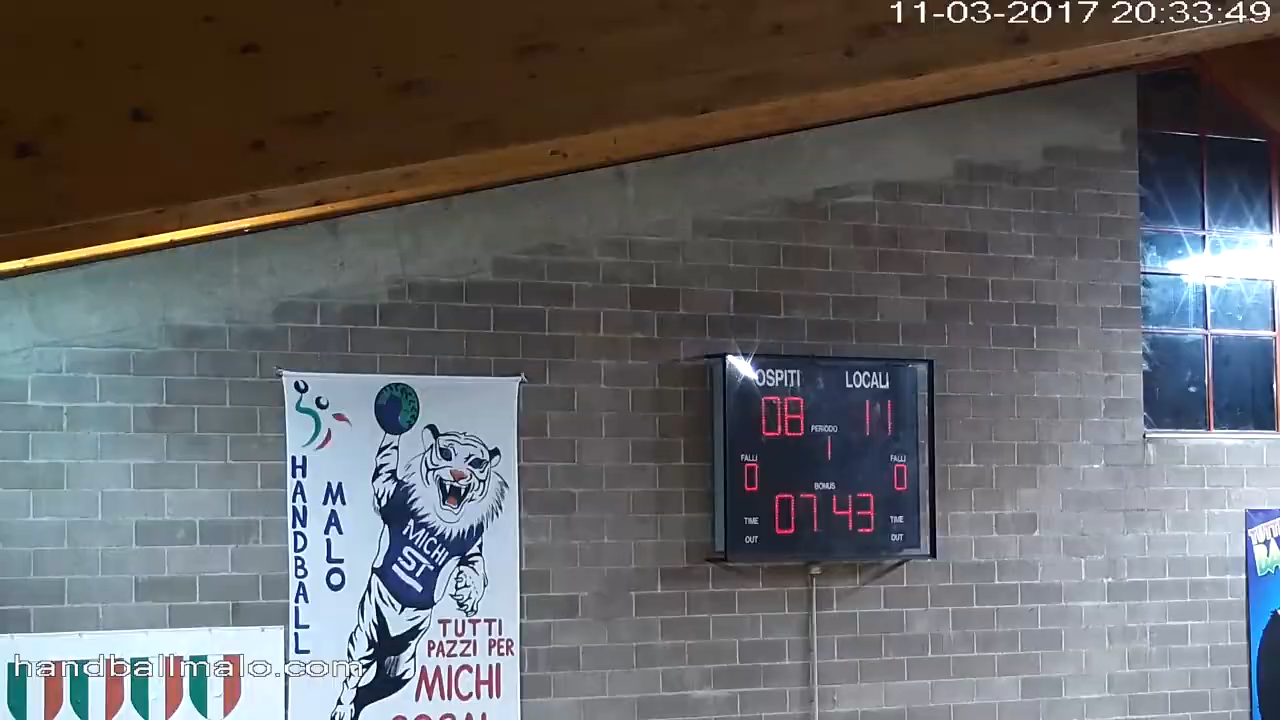 11-03-2017 20:33:49
OSPITI LOCALI
08 11
PERIODO
1
FALLI FALLI
0 0
BONUS
07 43
TIME TIME
OUT OUT
HANDBALL
MALO
MICHI
1ST
TUTTI
PAZZI PER
MICHI
handballmalo.com